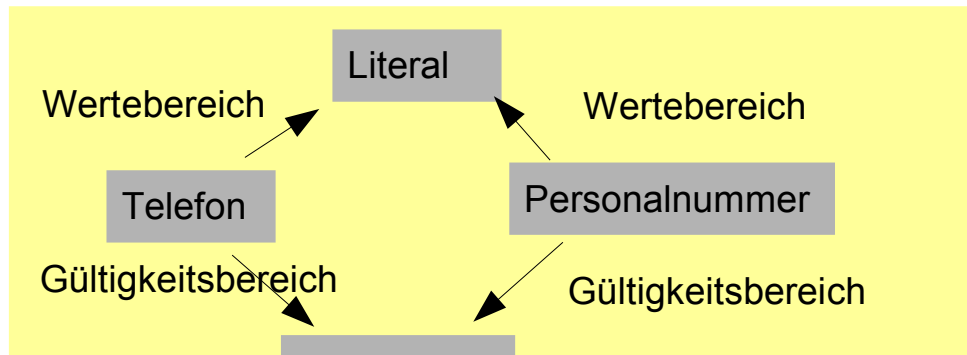 Literal
Wertebereich
Wertebereich
Telefon
Personalnummer
Gültigkeitsbereich
Gültigkeitsbereich